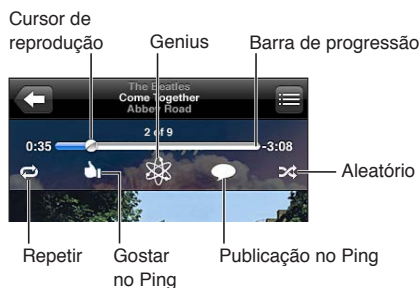 Cursor de
reprodução
Genius
Barra de progressão
The Beatles
Come Together
Abbey Road
2 of 9
0:35
-3:08
Aleatório
Repetir
Gostar
no Ping
Publicação no Ping